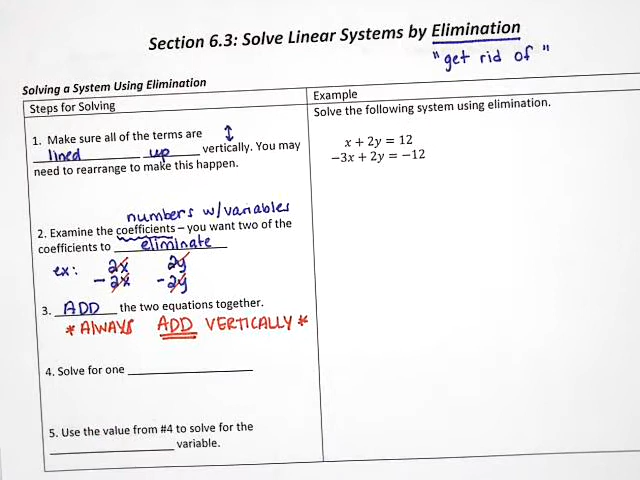 Section 6.3: Solve Linear Systems by Elimination
"get rid of"
Solving a System Using Elimination
Steps for Solving
1. Make sure all of the terms are
lined up vertically. You may
need to rearrange to make this happen.
numbers w/variables
2. Examine the coefficients – you want two of the
coefficients to eliminate
ex: 2x 2y
-2x -2y
3. ADD the two equations together.
* ALWAYS ADD VERTICALLY *
4. Solve for one
5. Use the value from #4 to solve for the
variable.
Example
Solve the following system using elimination.
x + 2y = 12
−3x + 2y = −12